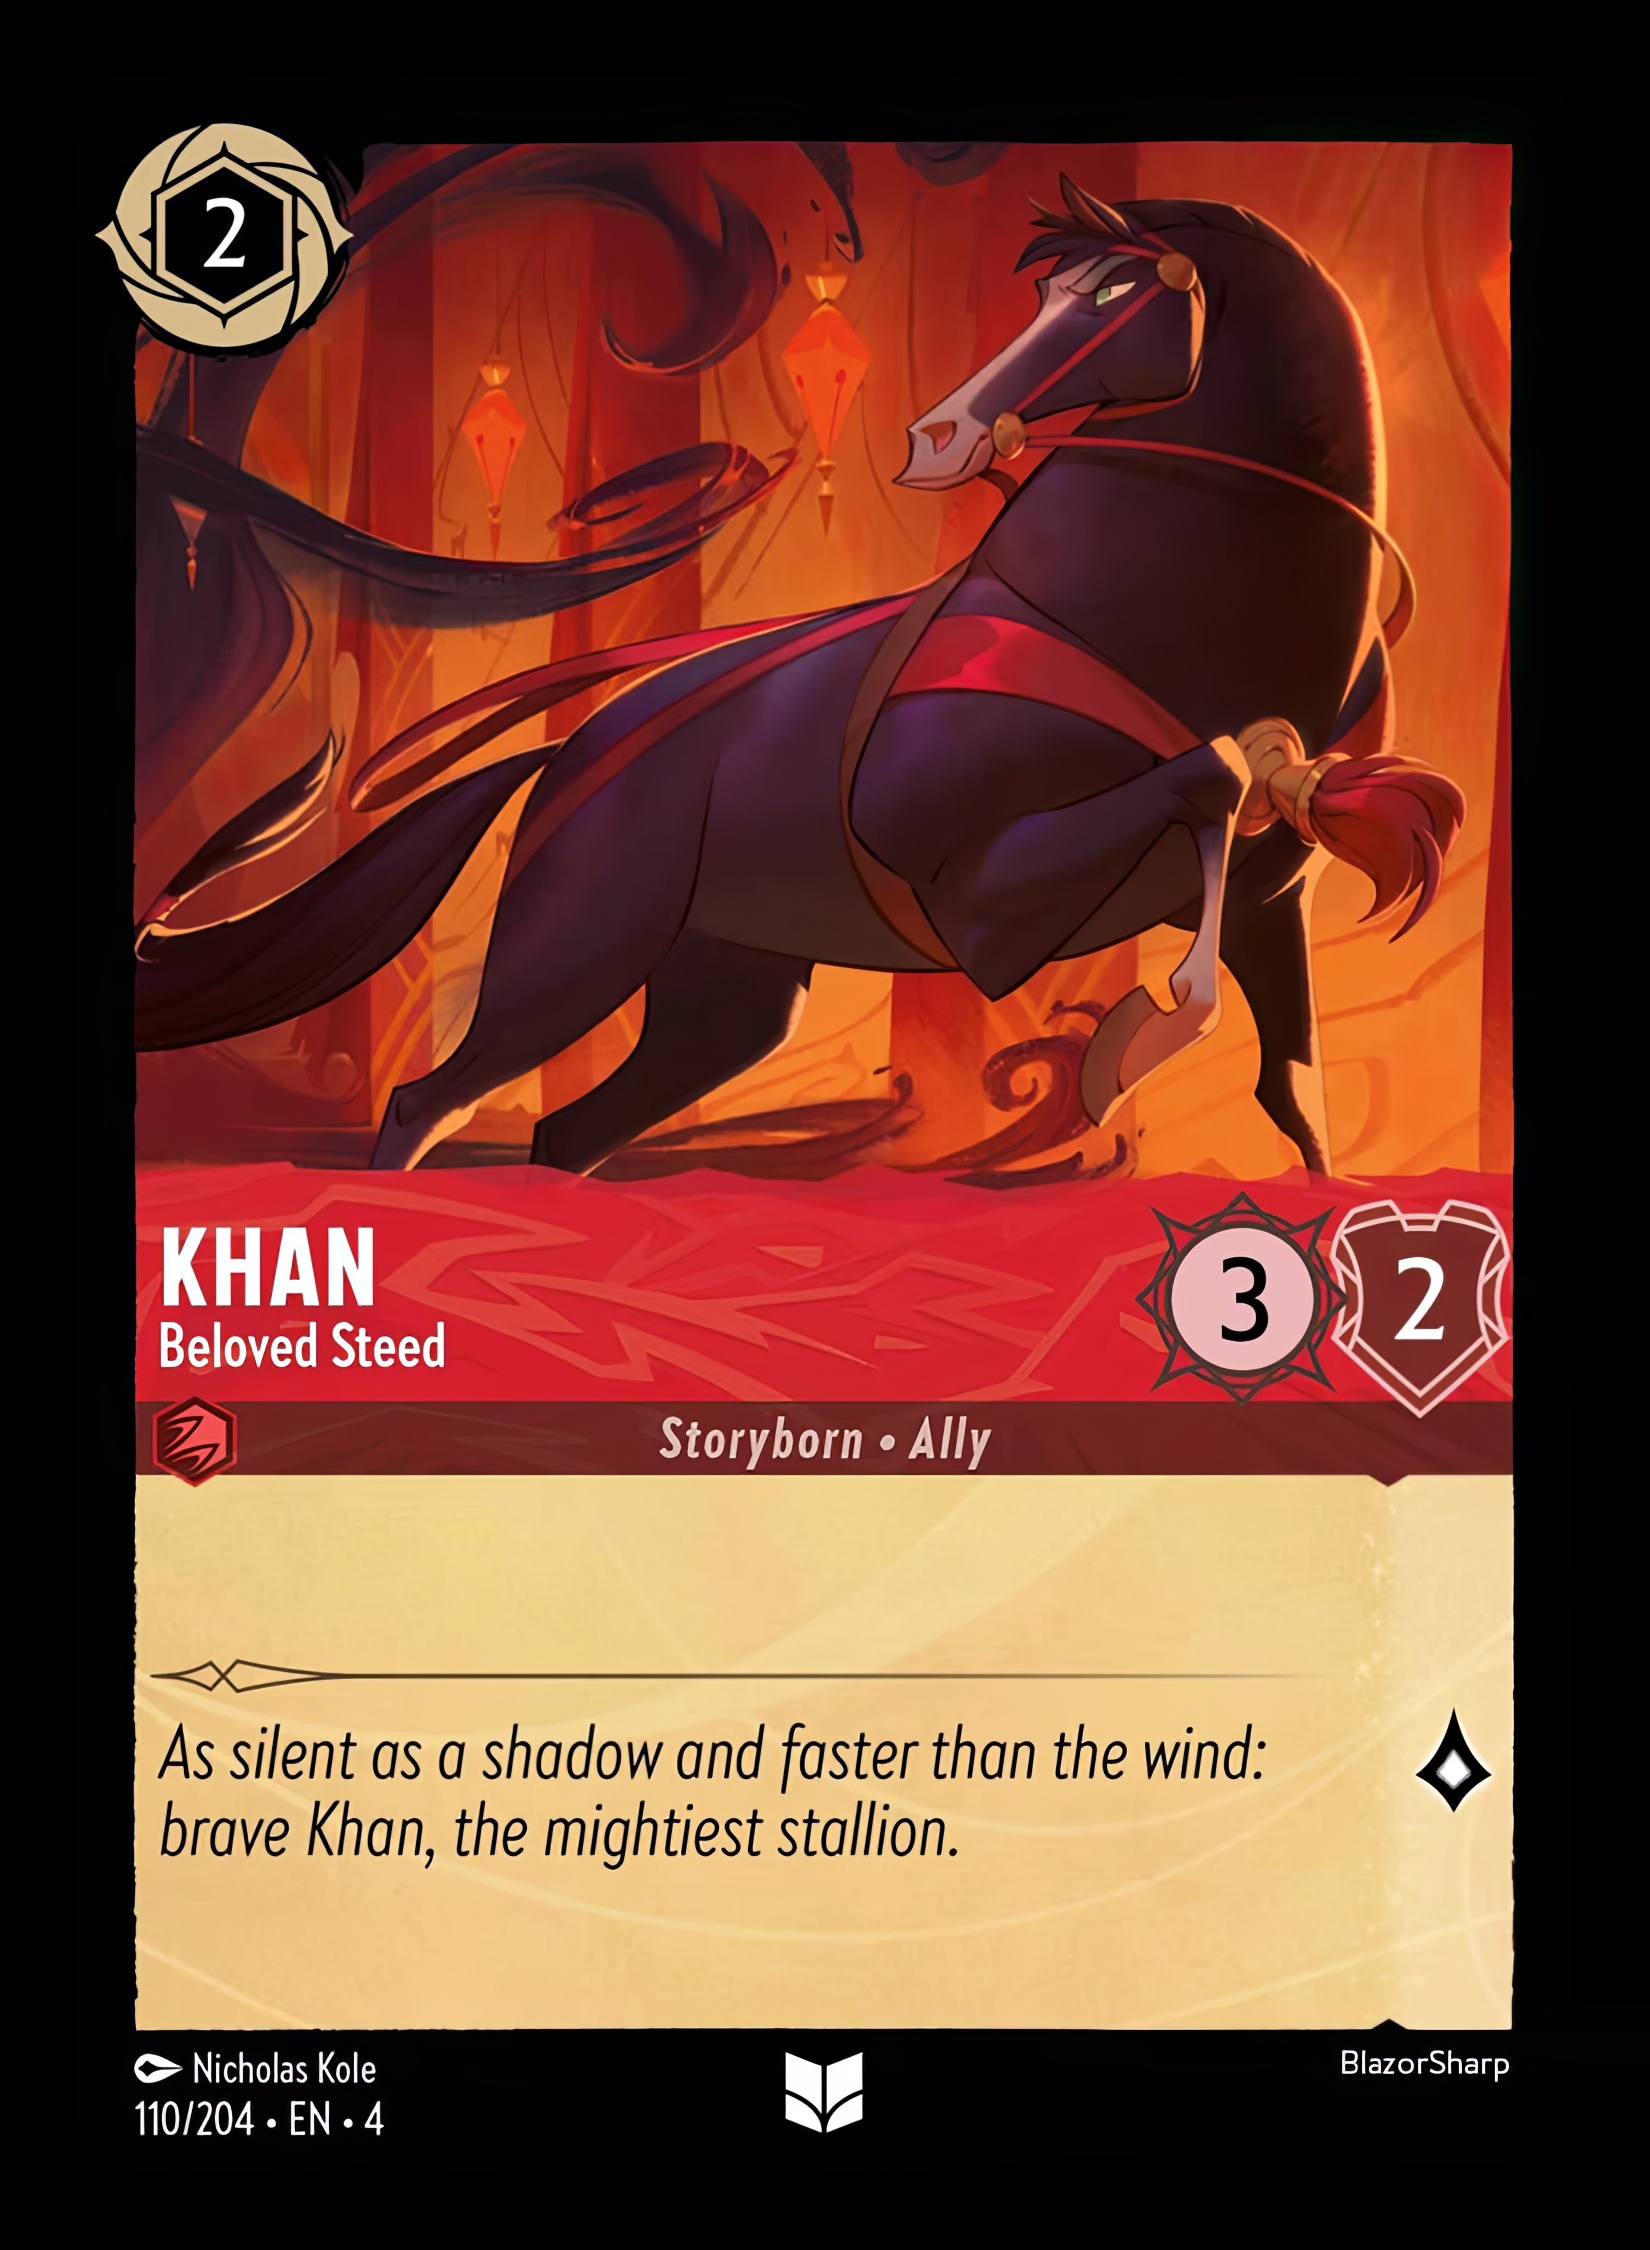 2
KHAN
Beloved Steed
3
2
Storyborn • Ally
As silent as a shadow and faster than the wind:
brave Khan, the mightiest stallion.
Nicholas Kole
110/204 • EN • 4
BlazorSharp